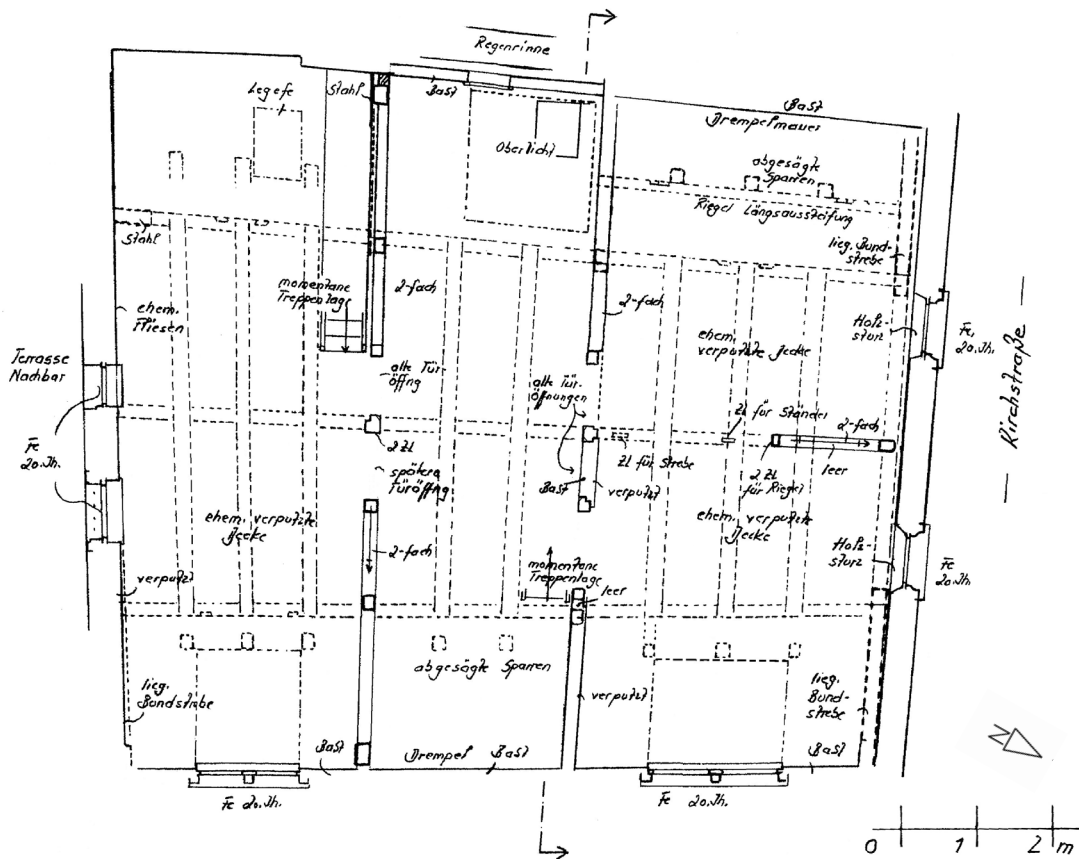 Regenrinne
Legefe
Stahl
Bast
Oberlicht
Bast
Drempelmauer
abgesägte
Sparren
Riegel Längsaussteifung
Stahl
lieg. Bund-
strebe
momentane
Treppenlage
2-fach
2-fach
ehem.
Fliesen
ehem.
verputzte Decke
Holz-
sturz
Fe,
20.Jh.
Terrasse
Nachbar
alte Tür-
öffng
alte Tür-
öffnungen
Zl für Ständer
2-fach
leer
Kirchstraße
Fe
20.Jh.
2 Zl
spätere
Türöffng
Zl für Strebe
Bast
verputzt
2 Zl
für Riegel
ehem. verputzte
Decke
ehem. verputzte
Decke
2-fach
Holz-
sturz
Fe
20.Jh.
momentane
Treppenlage
leer
verputzt
abgesägte Sparren
verputzt
lieg.
Bundstrebe
lieg.
Bund-
strebe
Bast
Drempel
Bast
Bast
Fe 20.Jh.
Fe 20.Jh.
N
0 1 2 m